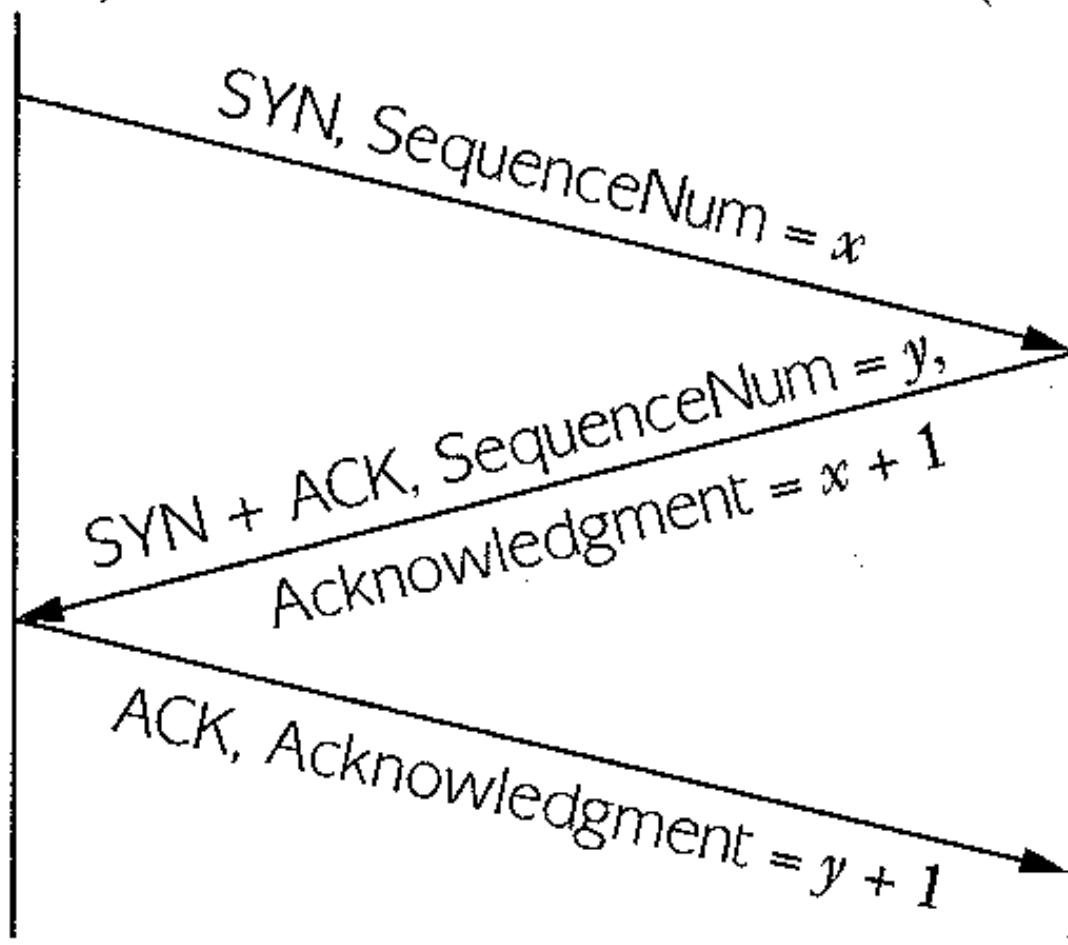 SYN, SequenceNum = x
SYN + ACK, SequenceNum = y,
Acknowledgment = x + 1
ACK, Acknowledgment = y + 1